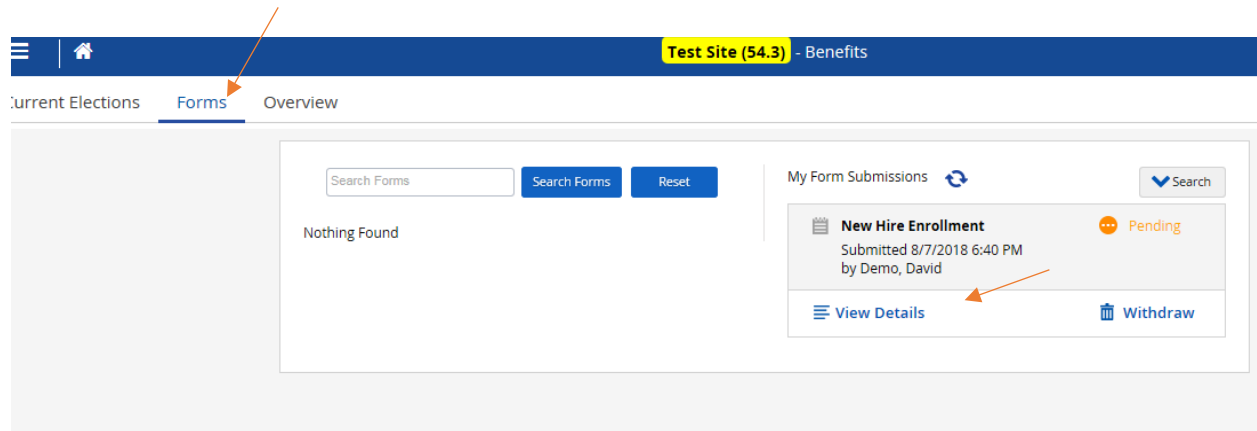 Test Site (54.3) - Benefits
Current Elections Forms Overview
Search Forms Search Forms Reset
Nothing Found
My Form Submissions Search
New Hire Enrollment Pending
Submitted 8/7/2018 6:40 PM
by Demo, David
View Details Withdraw